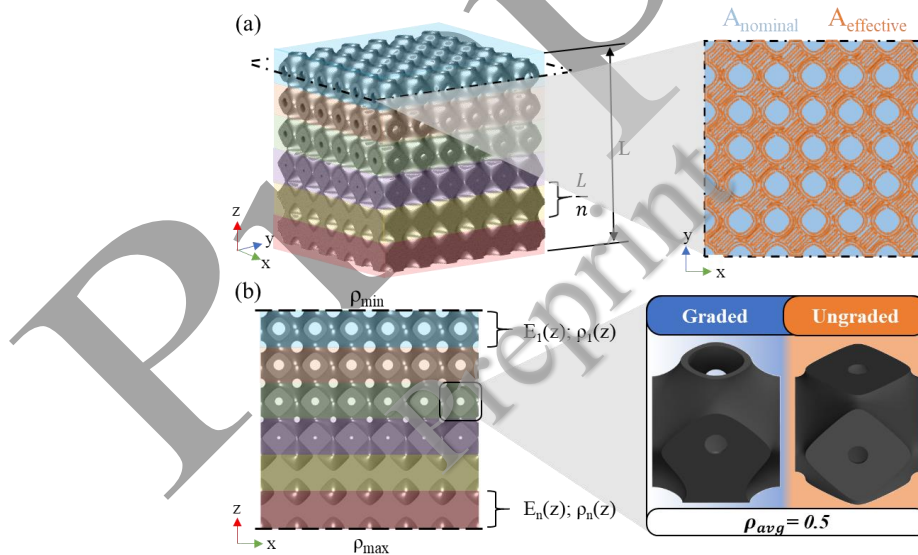 (a)
A_nominal A_effective
L
L
n
z
y
x
y
x
(b)
ρ_min
E_1(z); ρ_1(z)
Graded Ungraded
E_n(z); ρ_n(z)
z
x
ρ_max
ρ_avg = 0.5
Preprint